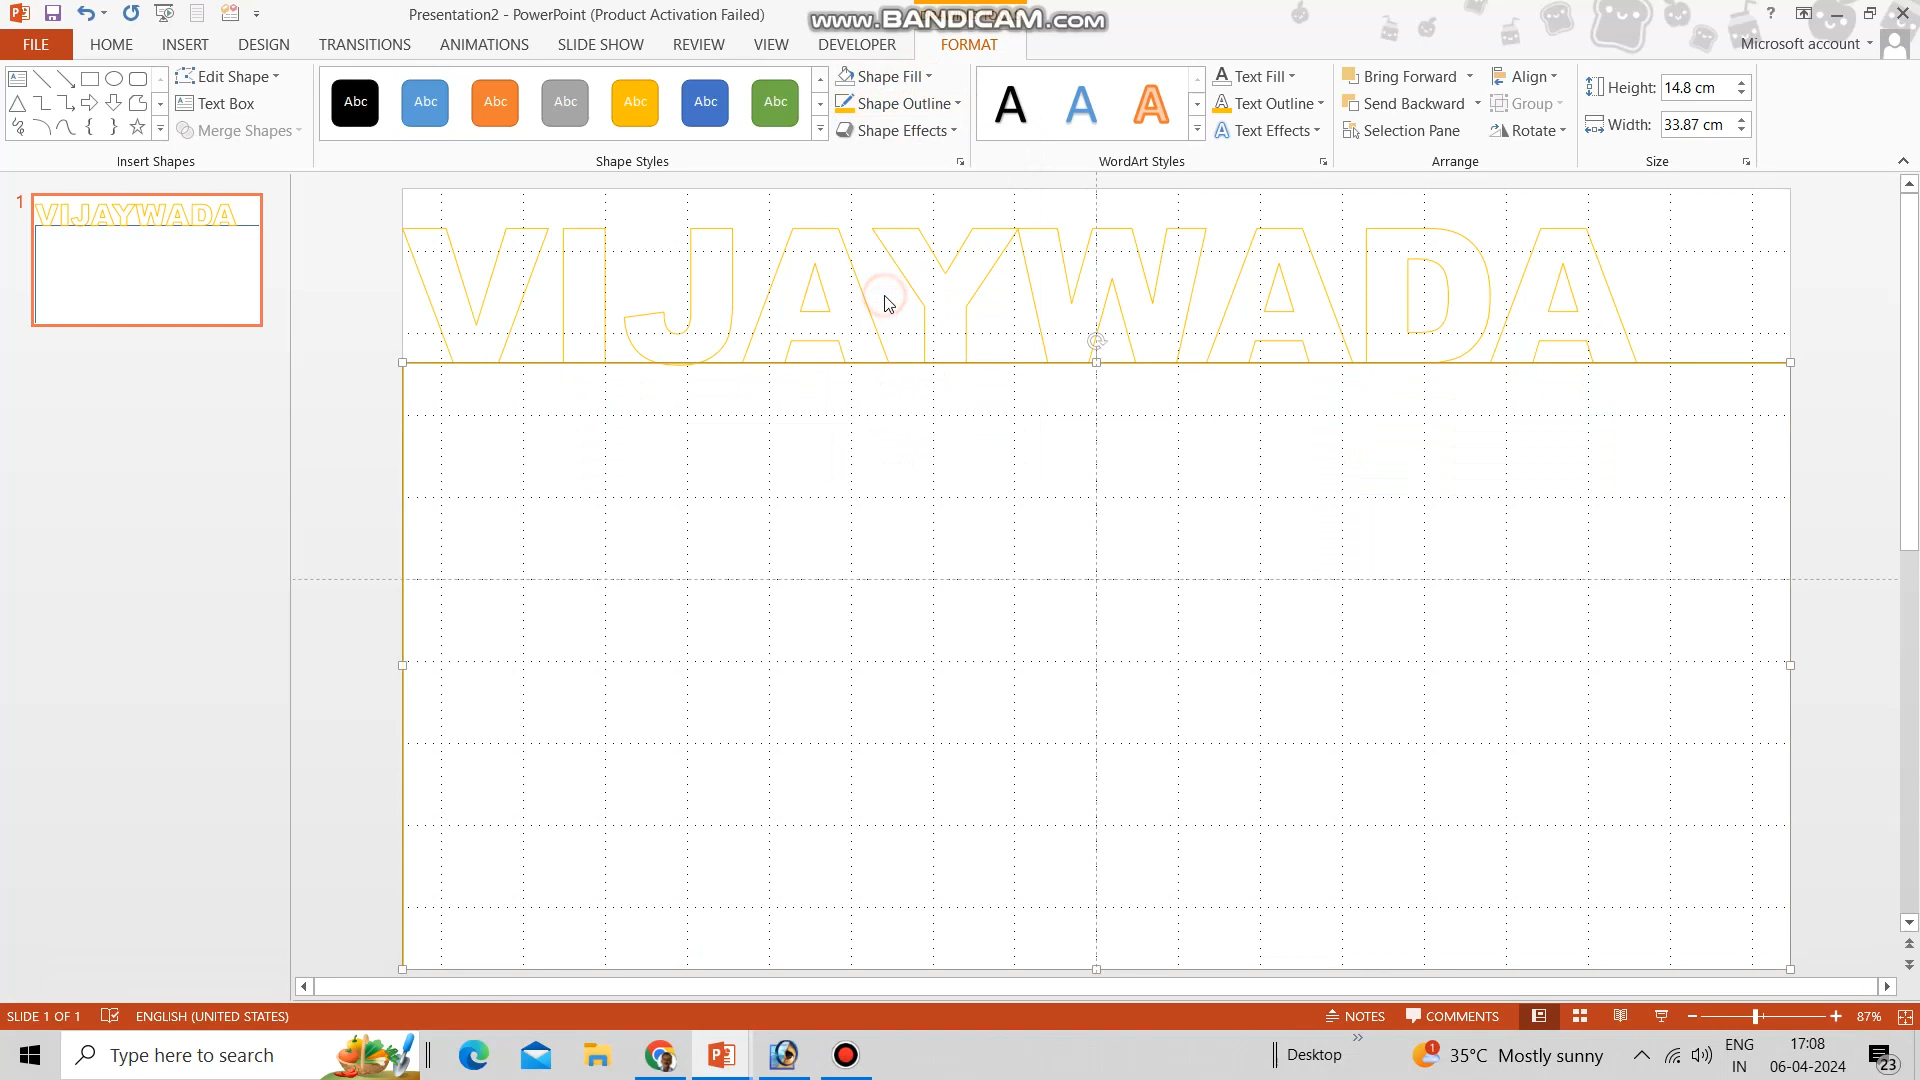 Presentation2 - PowerPoint (Product Activation Failed)
www.BANDICAM.com
FILE HOME INSERT DESIGN TRANSITIONS ANIMATIONS SLIDE SHOW REVIEW VIEW DEVELOPER FORMAT
Microsoft account
Edit Shape
Text Box
Merge Shapes
Insert Shapes
Abc Abc Abc Abc Abc Abc Abc
Shape Fill
Shape Outline
Shape Effects
Shape Styles
A A A
Text Fill
Text Outline
Text Effects
WordArt Styles
Bring Forward
Send Backward
Selection Pane
Align
Group
Rotate
Arrange
Height: 14.8 cm
Width: 33.87 cm
Size
1
VIJAYWADA
VIJAYWADA
SLIDE 1 OF 1 ENGLISH (UNITED STATES) NOTES COMMENTS 87%
Type here to search
Desktop
1
35°C Mostly sunny
ENG
IN
17:08
06-04-2024
23